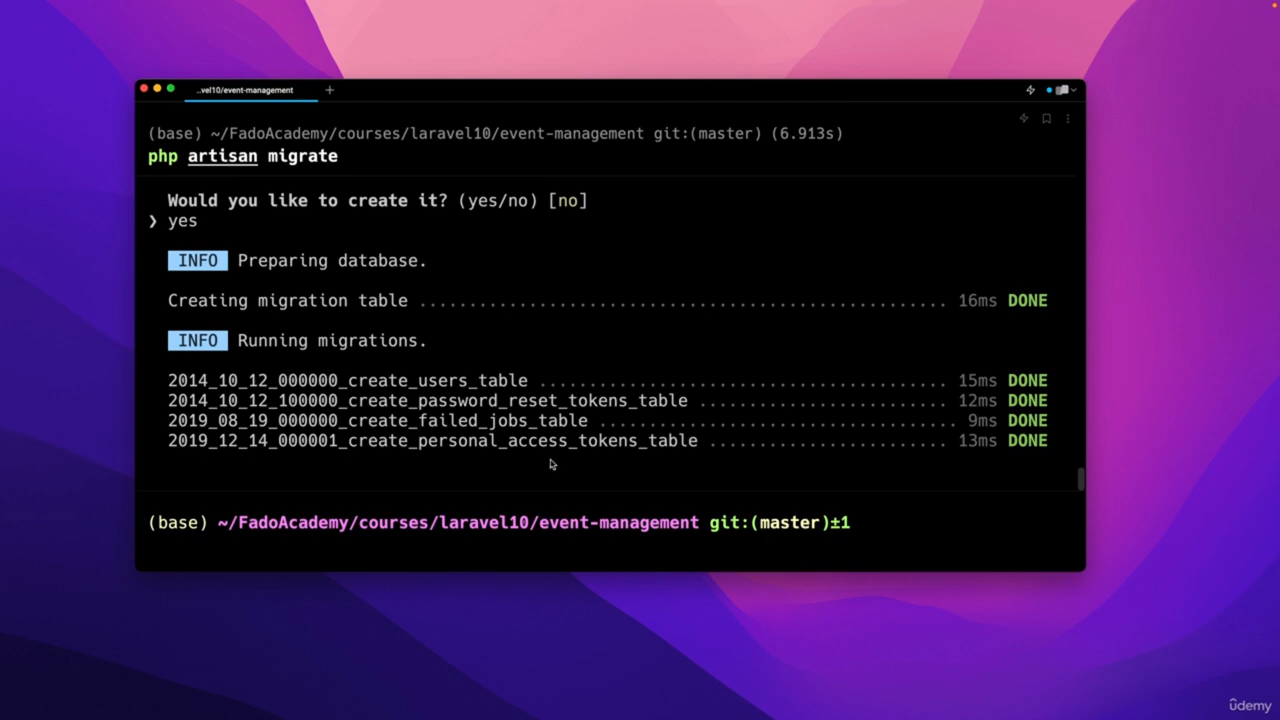 ..vel10/event-management
(base) ~/FadoAcademy/courses/laravel10/event-management git:(master) (6.913s)
php artisan migrate
Would you like to create it? (yes/no) [no]
❯ yes
INFO Preparing database.
Creating migration table ..................................................... 16ms DONE
INFO Running migrations.
2014_10_12_000000_create_users_table ......................................... 15ms DONE
2014_10_12_100000_create_password_reset_tokens_table ......................... 12ms DONE
2019_08_19_000000_create_failed_jobs_table .................................... 9ms DONE
2019_12_14_000001_create_personal_access_tokens_table ........................ 13ms DONE
(base) ~/FadoAcademy/courses/laravel10/event-management git:(master)±1
ûdemy